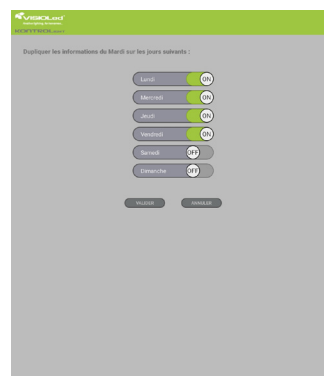 VISIOLed
KONTROL
Dupliquer les informations du Mardi sur les jours suivants :
Lundi ON
Mercredi ON
Jeudi ON
Vendredi ON
Samedi OFF
Dimanche OFF
VALIDER ANNULER